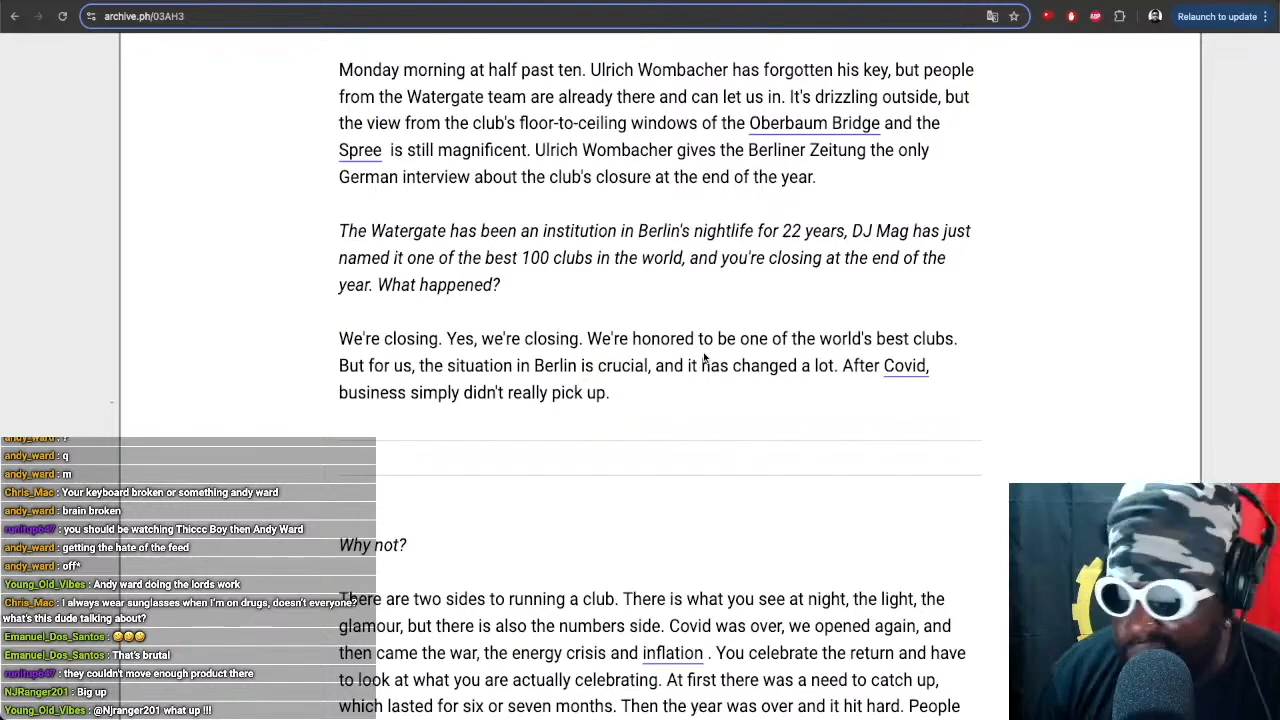 archive.ph/03AH3
Relaunch to update
Monday morning at half past ten. Ulrich Wombacher has forgotten his key, but people
from the Watergate team are already there and can let us in. It's drizzling outside, but
the view from the club's floor-to-ceiling windows of the Oberbaum Bridge and the
Spree is still magnificent. Ulrich Wombacher gives the Berliner Zeitung the only
German interview about the club's closure at the end of the year.
The Watergate has been an institution in Berlin's nightlife for 22 years, DJ Mag has just
named it one of the best 100 clubs in the world, and you're closing at the end of the
year. What happened?
We're closing. Yes, we're closing. We're honored to be one of the world's best clubs.
But for us, the situation in Berlin is crucial, and it has changed a lot. After Covid,
business simply didn't really pick up.
Why not?
There are two sides to running a club. There is what you see at night, the light, the
glamour, but there is also the numbers side. Covid was over, we opened again, and
then came the war, the energy crisis and inflation . You celebrate the return and have
to look at what you are actually celebrating. At first there was a need to catch up,
which lasted for six or seven months. Then the year was over and it hit hard. People
andy_ward : ?
andy_ward : q
andy_ward : m
Chris_Mac : Your keyboard broken or something andy ward
andy_ward : brain broken
runitup647 : you should be watching Thiccc Boy then Andy Ward
andy_ward : getting the hate of the feed
andy_ward : off*
Young_Old_Vibes : Andy ward doing the lords work
Chris_Mac : I always wear sunglasses when I'm on drugs, doesn't everyone?
what's this dude talking about?
Emanuel_Dos_Santos : 🤣🤣🤣
Emanuel_Dos_Santos : That's brutal
runitup647 : they couldn't move enough product there
NJRanger201 : Big up
Young_Old_Vibes : @Njranger201 what up !!!